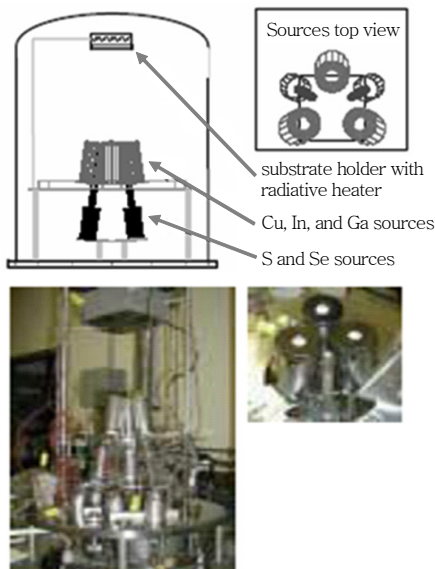 Sources top view
substrate holder with
radiative heater
Cu, In, and Ga sources
S and Se sources